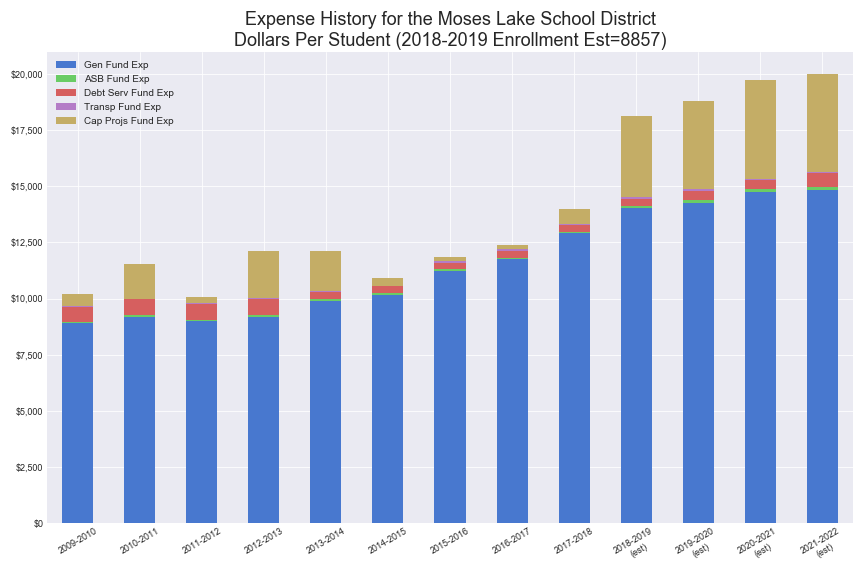 Expense History for the Moses Lake School District
Dollars Per Student (2018-2019 Enrollment Est=8857)
Gen Fund Exp
ASB Fund Exp
Debt Serv Fund Exp
Transp Fund Exp
Cap Projs Fund Exp
$20,000
$17,500
$15,000
$12,500
$10,000
$7,500
$5,000
$2,500
$0
2009-2010
2010-2011
2011-2012
2012-2013
2013-2014
2014-2015
2015-2016
2016-2017
2017-2018
2018-2019
(est)
2019-2020
(est)
2020-2021
(est)
2021-2022
(est)